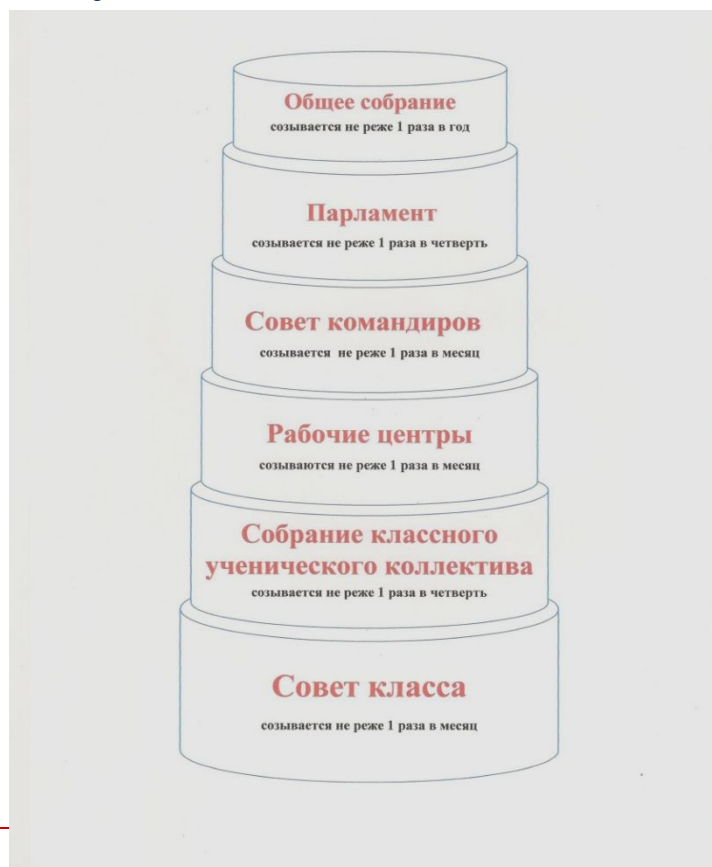 Общее собрание
созывается не реже 1 раза в год
Парламент
созывается не реже 1 раза в четверть
Совет командиров
созывается не реже 1 раза в месяц
Рабочие центры
созываются не реже 1 раза в месяц
Собрание классного
ученического коллектива
созывается не реже 1 раза в четверть
Совет класса
созывается не реже 1 раза в месяц